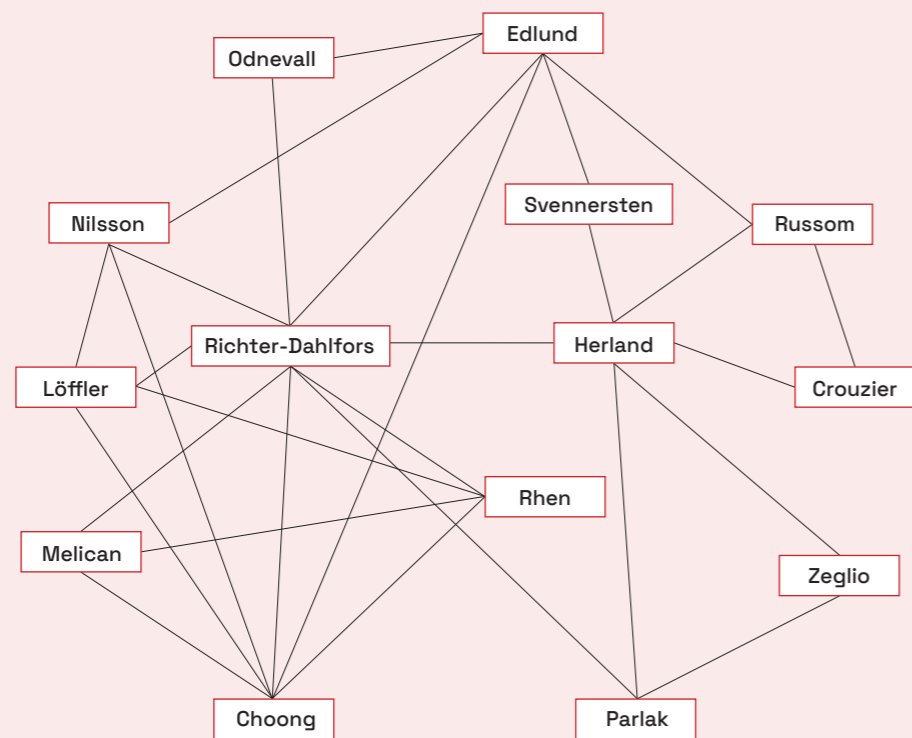 Edlund
Odnevall
Svennersten
Nilsson
Russom
Richter-Dahlfors
Herland
Löffler
Crouzier
Rhen
Melican
Zeglio
Choong
Parlak